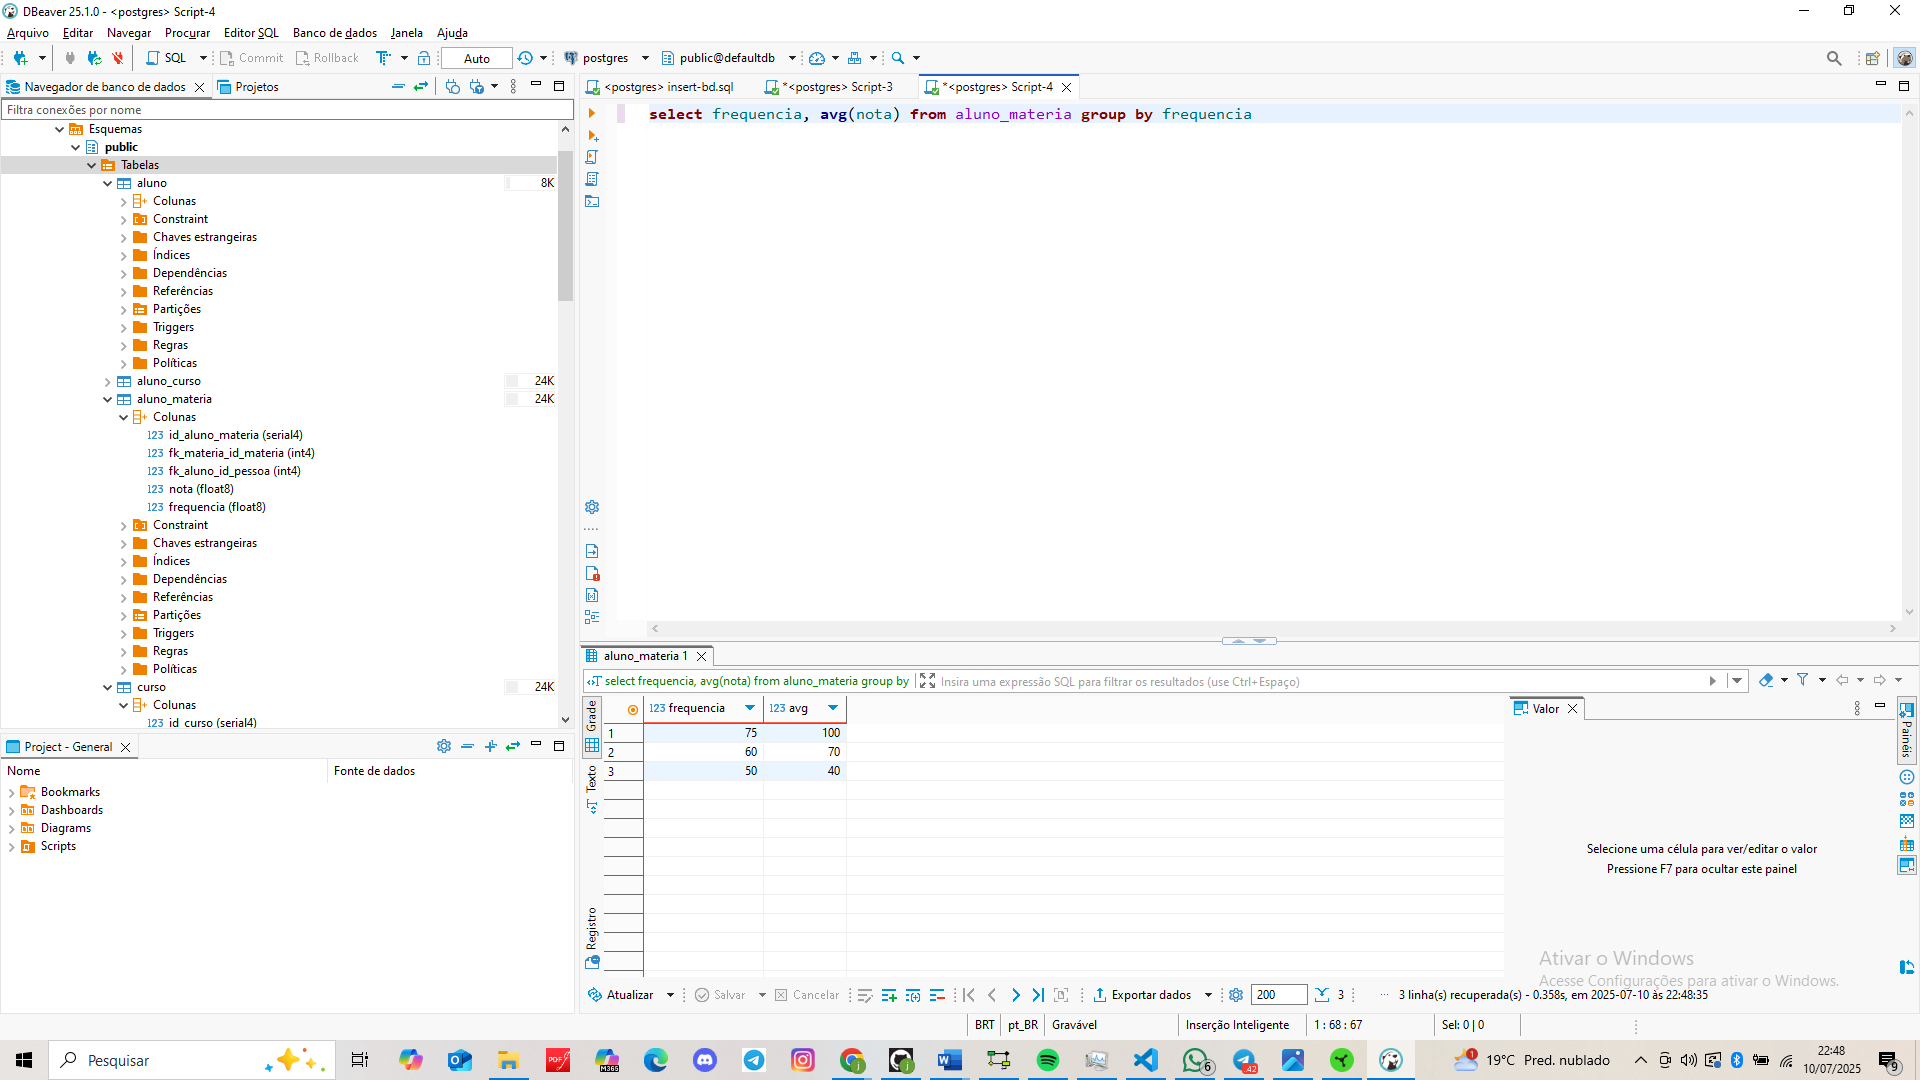 DBeaver 25.1.0 - <postgres> Script-4
Arquivo Editar Navegar Procurar Editor SQL Banco de dados Janela Ajuda
SQL Commit Rollback Auto postgres public@defaultdb
Navegador de banco de dados Projetos
<postgres> insert-bd.sql *<postgres> Script-3 *<postgres> Script-4
Filtra conexões por nome
select frequencia, avg(nota) from aluno_materia group by frequencia
Esquemas
public
Tabelas
aluno 8K
Colunas
Constraint
Chaves estrangeiras
Índices
Dependências
Referências
Partições
Triggers
Regras
Políticas
aluno_curso 24K
aluno_materia 24K
Colunas
123 id_aluno_materia (serial4)
123 fk_materia_id_materia (int4)
123 fk_aluno_id_pessoa (int4)
123 nota (float8)
123 frequencia (float8)
Constraint
Chaves estrangeiras
Índices
Dependências
Referências
Partições
Triggers
Regras
Políticas
curso 24K
Colunas
123 id_curso (serial4)
Project - General
Nome Fonte de dados
Bookmarks
Dashboards
Diagrams
Scripts
aluno_materia 1
select frequencia, avg(nota) from aluno_materia group by Insira uma expressão SQL para filtrar os resultados (use Ctrl+Espaço)
Grade
Texto
Registro
123 frequencia 123 avg
1 75 100
2 60 70
3 50 40
Valor
Painéis
Selecione uma célula para ver/editar o valor
Pressione F7 para ocultar este painel
Ativar o Windows
Acesse Configurações para ativar o Windows.
Atualizar Salvar Cancelar Exportar dados 200 3 3 linha(s) recuperada(s) - 0.358s, em 2025-07-10 às 22:48:35
BRT pt_BR Gravável Inserção Inteligente 1 : 68 : 67 Sel: 0 | 0
Pesquisar
PDF
M365
6
42
1
19°C Pred. nublado
22:48
10/07/2025
9